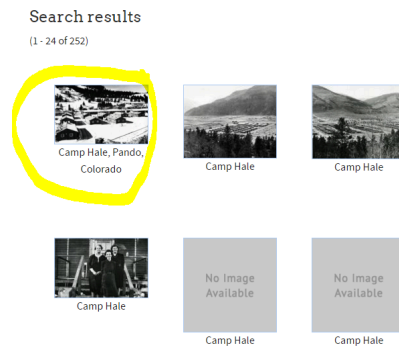 Search results
(1 - 24 of 252)
Camp Hale, Pando,
Colorado
Camp Hale
Camp Hale
Camp Hale
No Image
Available
Camp Hale
No Image
Available
Camp Hale